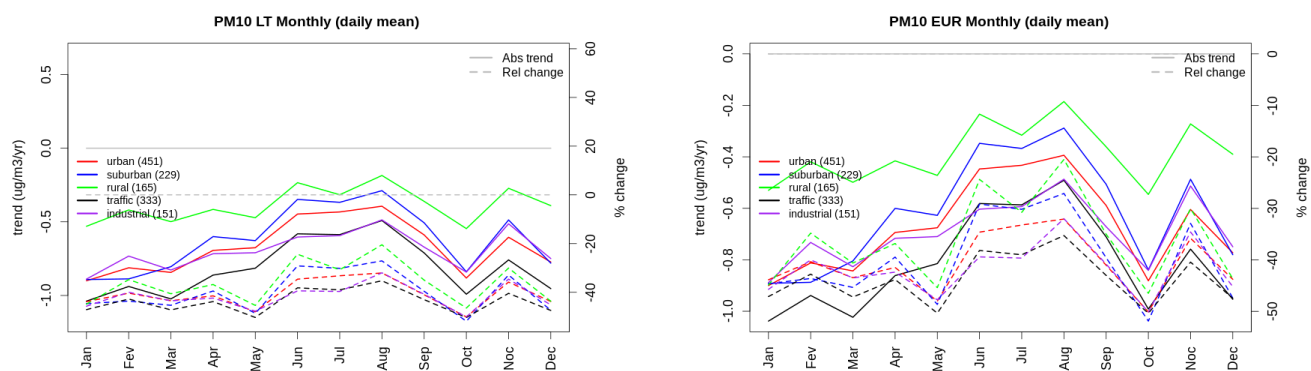 PM10 LT Monthly (daily mean)
trend (ug/m3/yr)
0.5
0.0
-0.5
-1.0
60
40
20
0
-20
-40
% change
Abs trend
Rel change
urban (451)
suburban (229)
rural (165)
traffic (333)
industrial (151)
Jan
Fev
Mar
Apr
May
Jun
Jul
Aug
Sep
Oct
Noc
Dec
PM10 EUR Monthly (daily mean)
trend (ug/m3/yr)
0.0
-0.2
-0.4
-0.6
-0.8
-1.0
0
-10
-20
-30
-40
-50
% change
Abs trend
Rel change
urban (451)
suburban (229)
rural (165)
traffic (333)
industrial (151)
Jan
Fev
Mar
Apr
May
Jun
Jul
Aug
Sep
Oct
Noc
Dec